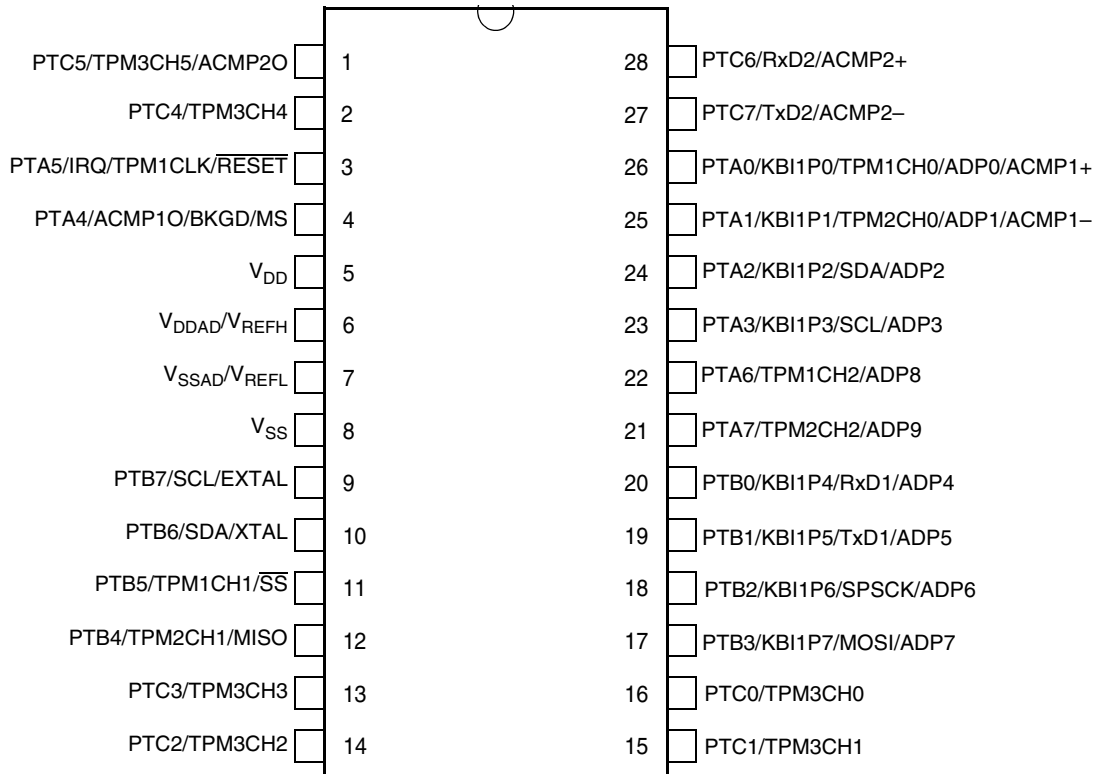 PTC5/TPM3CH5/ACMP2O 1 28 PTC6/RxD2/ACMP2+
PTC4/TPM3CH4 2 27 PTC7/TxD2/ACMP2–
PTA5/IRQ/TPM1CLK/RESET 3 26 PTA0/KBI1P0/TPM1CH0/ADP0/ACMP1+
PTA4/ACMP1O/BKGD/MS 4 25 PTA1/KBI1P1/TPM2CH0/ADP1/ACMP1–
VDD 5 24 PTA2/KBI1P2/SDA/ADP2
VDDAD/VREFH 6 23 PTA3/KBI1P3/SCL/ADP3
VSSAD/VREFL 7 22 PTA6/TPM1CH2/ADP8
VSS 8 21 PTA7/TPM2CH2/ADP9
PTB7/SCL/EXTAL 9 20 PTB0/KBI1P4/RxD1/ADP4
PTB6/SDA/XTAL 10 19 PTB1/KBI1P5/TxD1/ADP5
PTB5/TPM1CH1/SS 11 18 PTB2/KBI1P6/SPSCK/ADP6
PTB4/TPM2CH1/MISO 12 17 PTB3/KBI1P7/MOSI/ADP7
PTC3/TPM3CH3 13 16 PTC0/TPM3CH0
PTC2/TPM3CH2 14 15 PTC1/TPM3CH1